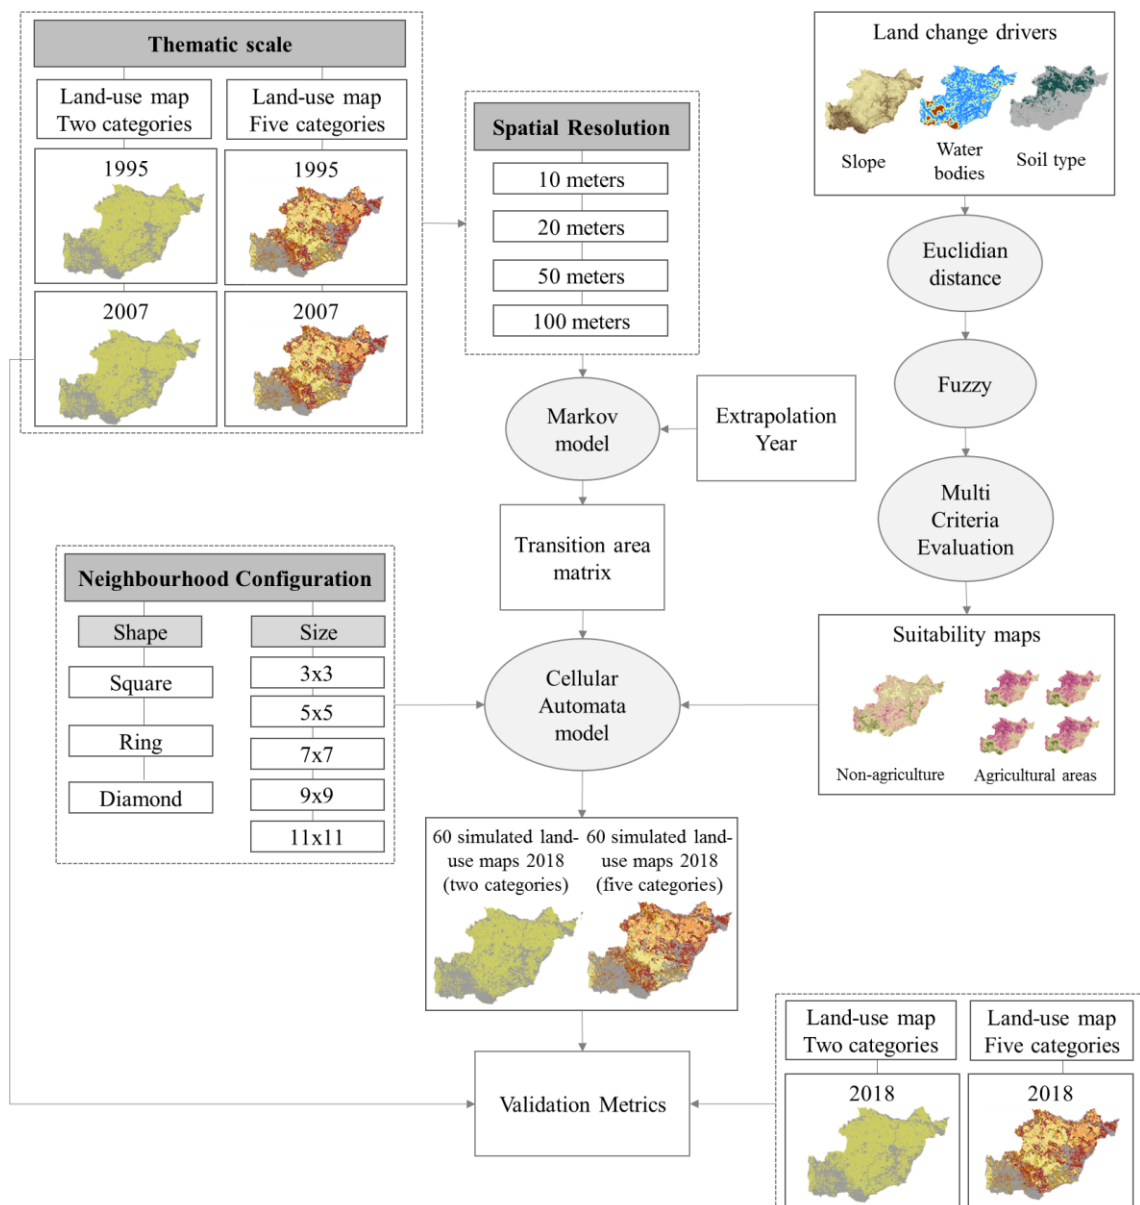 Thematic scale
Land-use map
Two categories
Land-use map
Five categories
1995
1995
2007
2007
Spatial Resolution
10 meters
20 meters
50 meters
100 meters
Land change drivers
Slope
Water
bodies
Soil type
Euclidian
distance
Fuzzy
Multi
Criteria
Evaluation
Markov
model
Extrapolation
Year
Transition area
matrix
Neighbourhood Configuration
Shape
Square
Ring
Diamond
Size
3x3
5x5
7x7
9x9
11x11
Cellular
Automata
model
Suitability maps
Non-agriculture
Agricultural areas
60 simulated land-
use maps 2018
(two categories)
60 simulated land-
use maps 2018
(five categories)
Validation Metrics
Land-use map
Two categories
Land-use map
Five categories
2018
2018